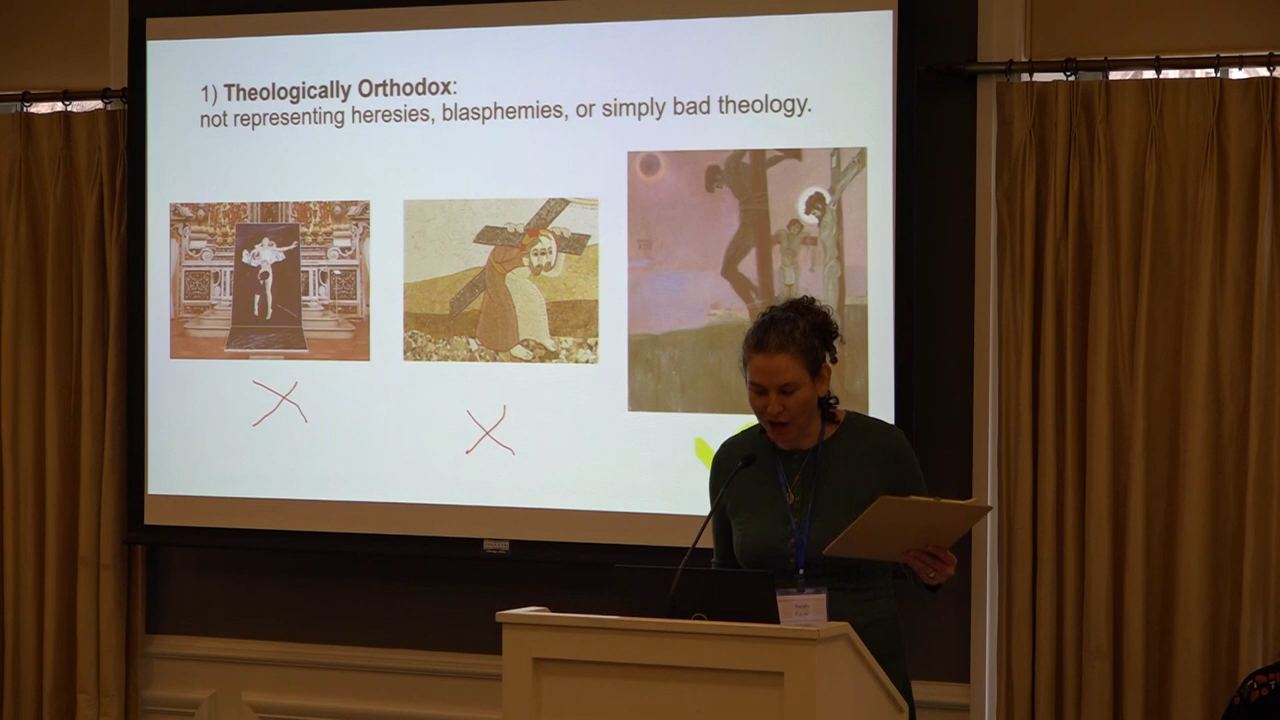 1) Theologically Orthodox:
not representing heresies, blasphemies, or simply bad theology.